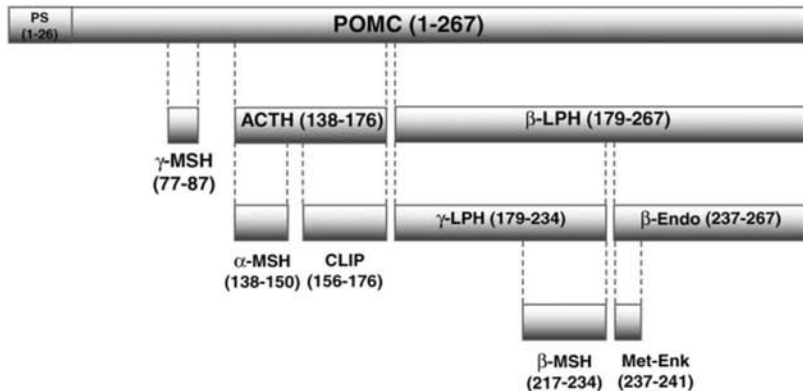 PS
(1-26)
POMC (1-267)
γ-MSH
(77-87)
ACTH (138-176)
β-LPH (179-267)
α-MSH
(138-150)
CLIP
(156-176)
γ-LPH (179-234)
β-Endo (237-267)
β-MSH
(217-234)
Met-Enk
(237-241)